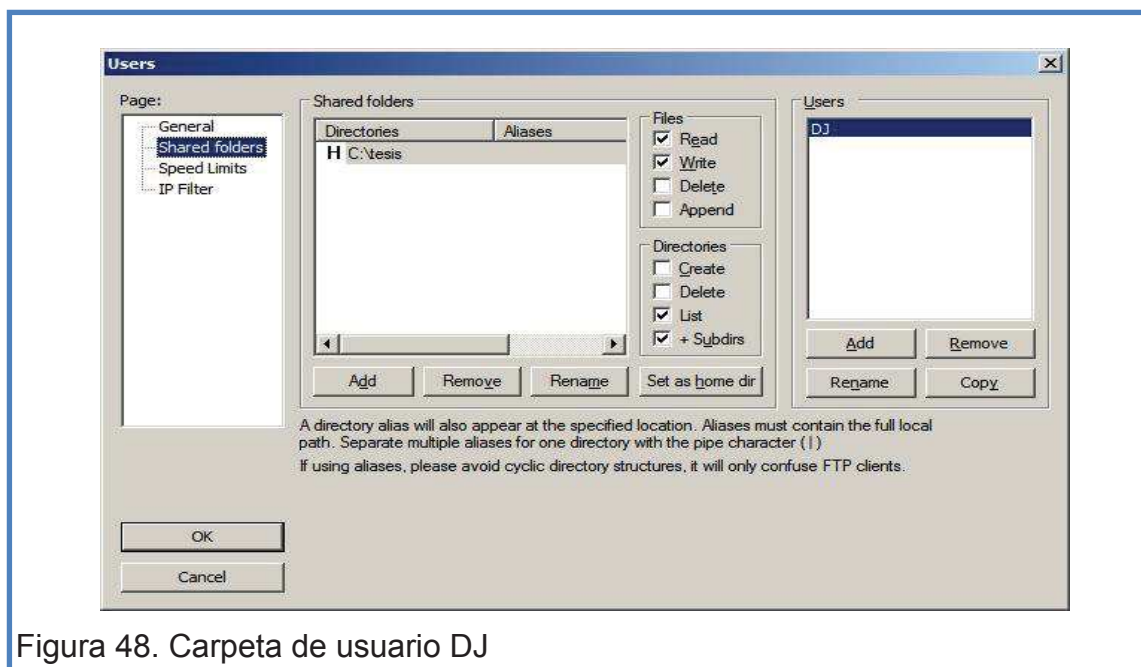 Users
Page:
General
Shared folders
Speed Limits
IP Filter
Shared folders
Directories Aliases
H C:\tesis
Files
Read
Write
Delete
Append
Directories
Create
Delete
List
+ Subdirs
Add Remove Rename Set as home dir
Users
DJ
Add Remove
Rename Copy
A directory alias will also appear at the specified location. Aliases must contain the full local
path. Separate multiple aliases for one directory with the pipe character (|)
If using aliases, please avoid cyclic directory structures, it will only confuse FTP clients.
OK
Cancel
Figura 48. Carpeta de usuario DJ